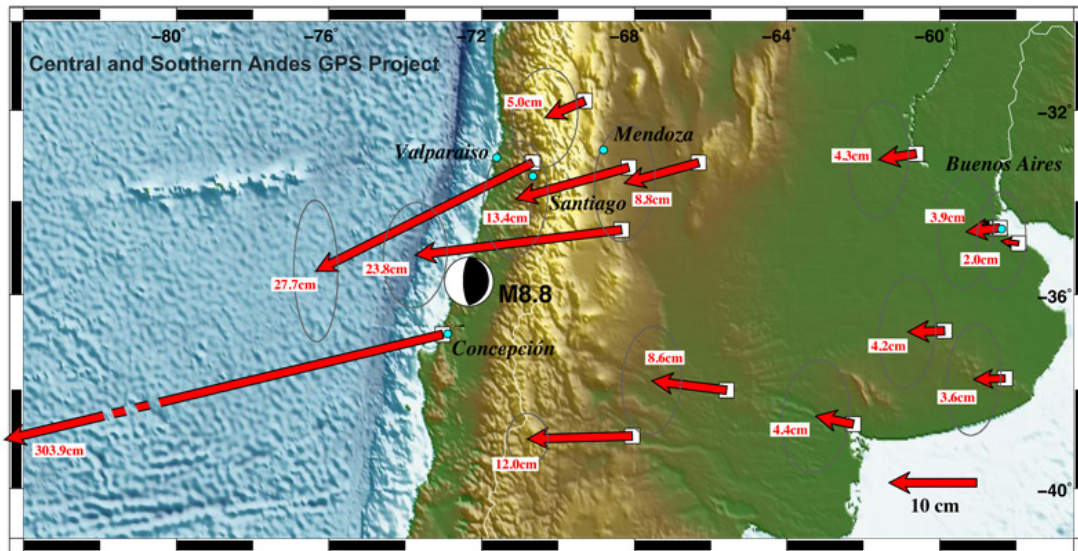 -80° -76° -72° -68° -64° -60°
Central and Southern Andes GPS Project
5.0cm
-32°
Mendoza
Valparaiso
4.3cm
Buenos Aires
8.8cm
Santiago
13.4cm
3.9cm
2.0cm
23.8cm
27.7cm
M8.8
-36°
Concepción
4.2cm
8.6cm
3.6cm
4.4cm
303.9cm
12.0cm
-40°
10 cm